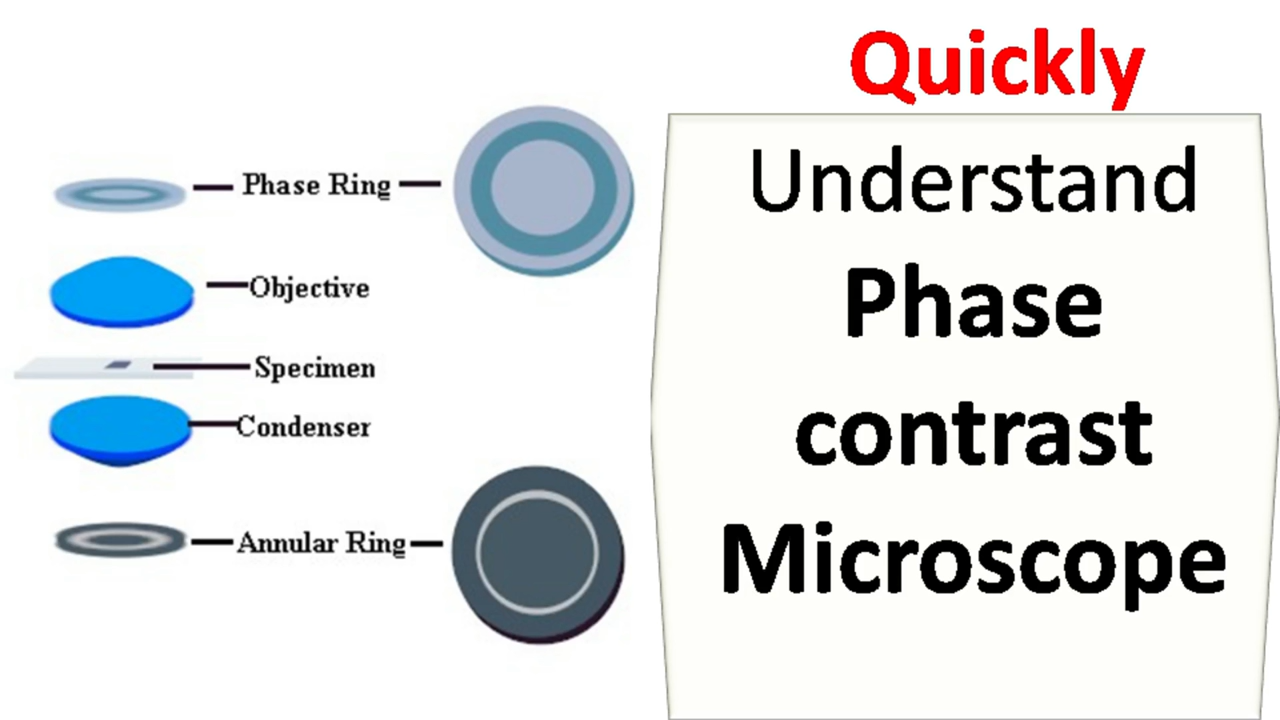 Quickly
Understand
Phase
contrast
Microscope
Phase Ring
Objective
Specimen
Condenser
Annular Ring